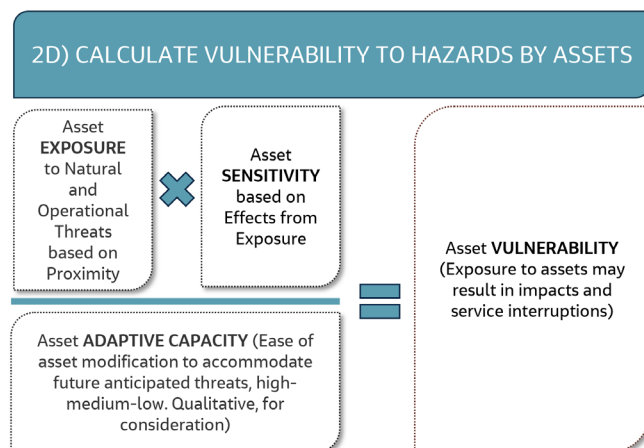 2D) CALCULATE VULNERABILITY TO HAZARDS BY ASSETS
Asset
EXPOSURE
to Natural
and
Operational
Threats
based on
Proximity
Asset
SENSITIVITY
based on
Effects from
Exposure
Asset ADAPTIVE CAPACITY (Ease of
asset modification to accommodate
future anticipated threats, high-
medium-low. Qualitative, for
consideration)
Asset VULNERABILITY
(Exposure to assets may
result in impacts and
service interruptions)